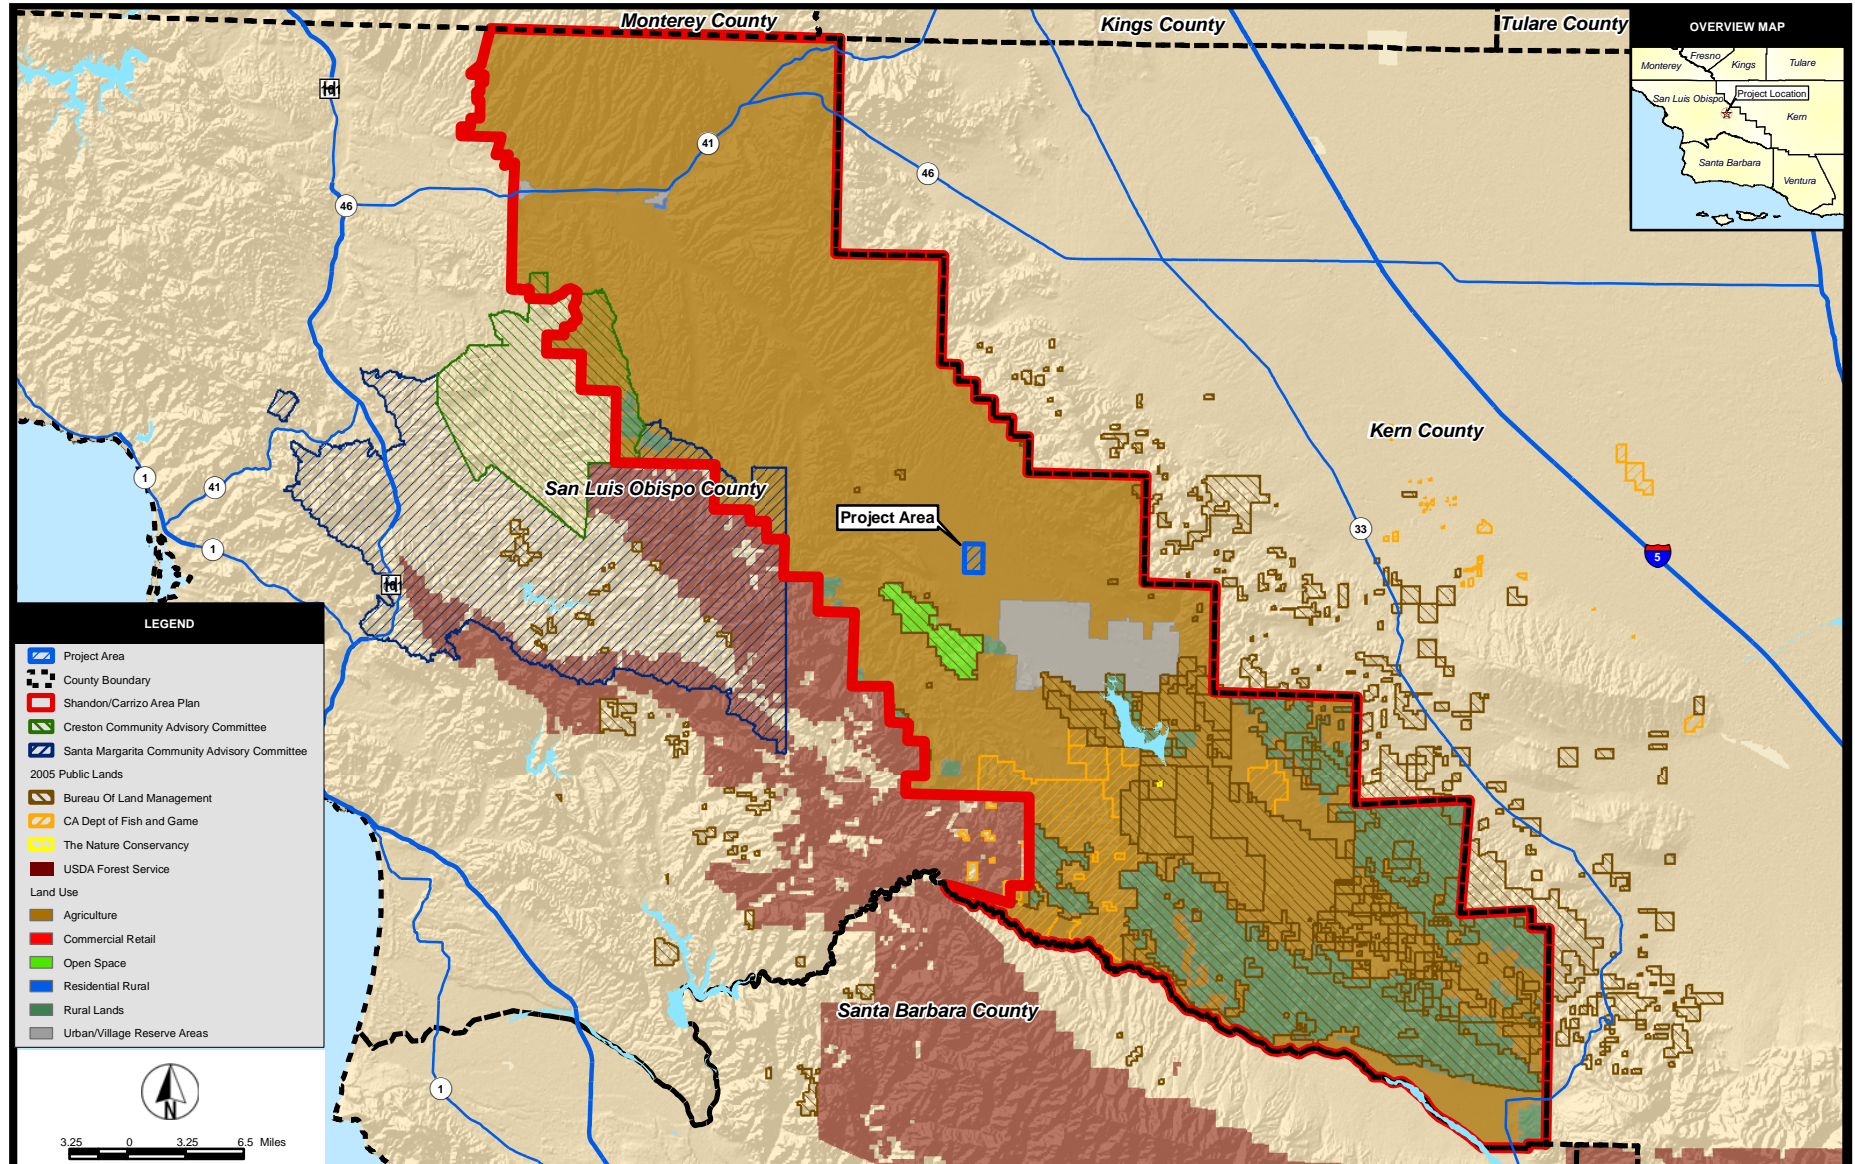 Monterey County
Kings County
Tulare County
OVERVIEW MAP
Monterey
Fresno
Kings
Tulare
San Luis Obispo
Project Location
Kern
Santa Barbara
Ventura
101
41
46
46
Kern County
San Luis Obispo County
Project Area
1
41
1
101
33
5
LEGEND
Project Area
County Boundary
Shandon/Carrizo Area Plan
Creston Community Advisory Committee
Santa Margarita Community Advisory Committee
2005 Public Lands
Bureau Of Land Management
CA Dept of Fish and Game
The Nature Conservancy
USDA Forest Service
Land Use
Agriculture
Commercial Retail
Open Space
Residential Rural
Rural Lands
Urban/Village Reserve Areas
Santa Barbara County
1
N
3.25 0 3.25 6.5 Miles